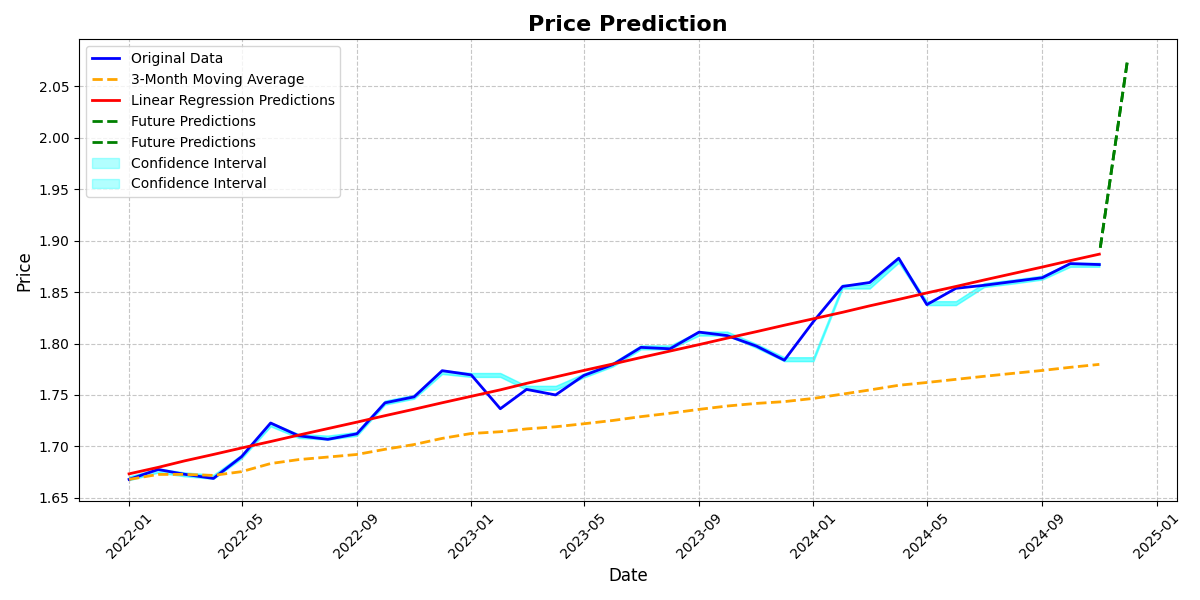 Price Prediction
Original Data
3-Month Moving Average
Linear Regression Predictions
Future Predictions
Future Predictions
Confidence Interval
Confidence Interval
2.05
2.00
1.95
1.90
1.85
1.80
1.75
1.70
1.65
Price
2022-01
2022-05
2022-09
2023-01
2023-05
2023-09
2024-01
2024-05
2024-09
2025-01
Date